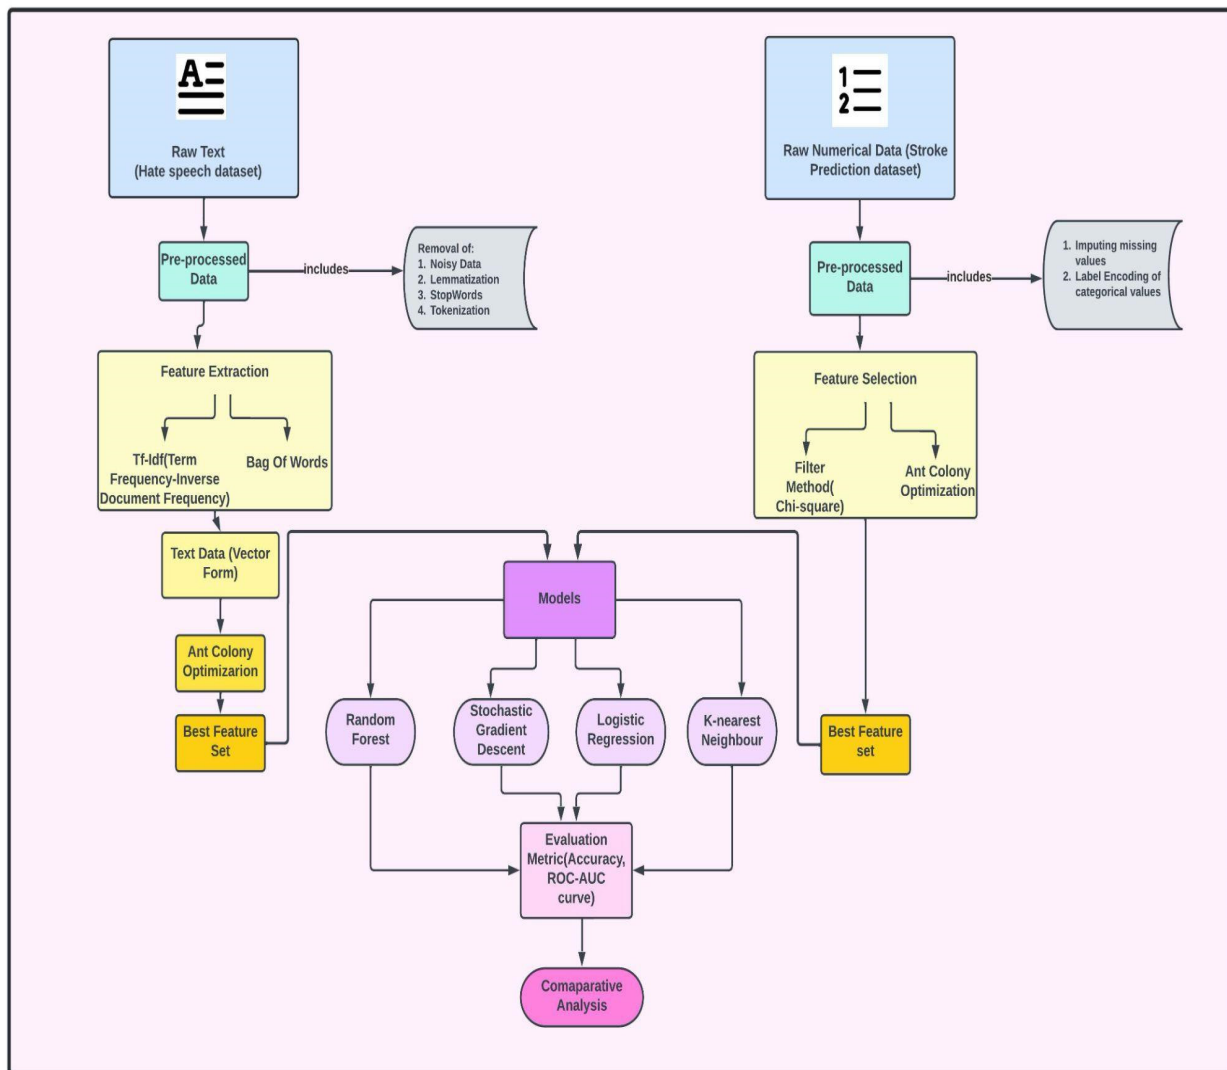 A
Raw Text
(Hate speech dataset)
Pre-processed
Data
includes
Removal of:
1. Noisy Data
2. Lemmatization
3. StopWords
4. Tokenization
Feature Extraction
Tf-Idf(Term
Frequency-Inverse
Document Frequency)
Bag Of Words
Text Data (Vector
Form)
Ant Colony
Optimizarion
Best Feature
Set
1
2
Raw Numerical Data (Stroke
Prediction dataset)
Pre-processed
Data
includes
1. Imputing missing
values
2. Label Encoding of
categorical values
Feature Selection
Filter
Method(
Chi-square)
Ant Colony
Optimization
Best Feature
set
Models
Random
Forest
Stochastic
Gradient
Descent
Logistic
Regression
K-nearest
Neighbour
Evaluation
Metric(Accuracy,
ROC-AUC
curve)
Comaparative
Analysis